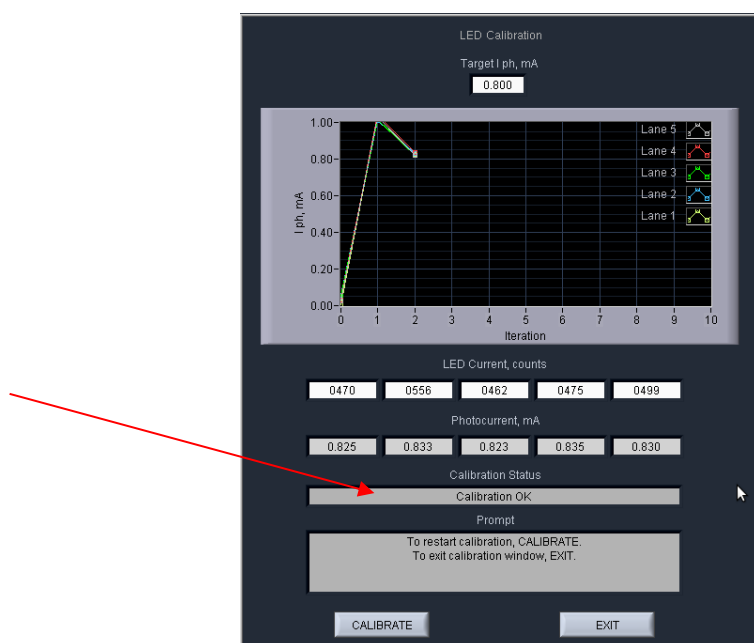 LED Calibration
Target I ph, mA
0.800
1.00
0.80
0.60
0.40
0.20
0.00
I ph, mA
0 1 2 3 4 5 6 7 8 9 10
Iteration
Lane 5
Lane 4
Lane 3
Lane 2
Lane 1
LED Current, counts
0470 0556 0462 0475 0499
Photocurrent, mA
0.825 0.833 0.823 0.835 0.830
Calibration Status
Calibration OK
Prompt
To restart calibration, CALIBRATE.
To exit calibration window, EXIT.
CALIBRATE EXIT